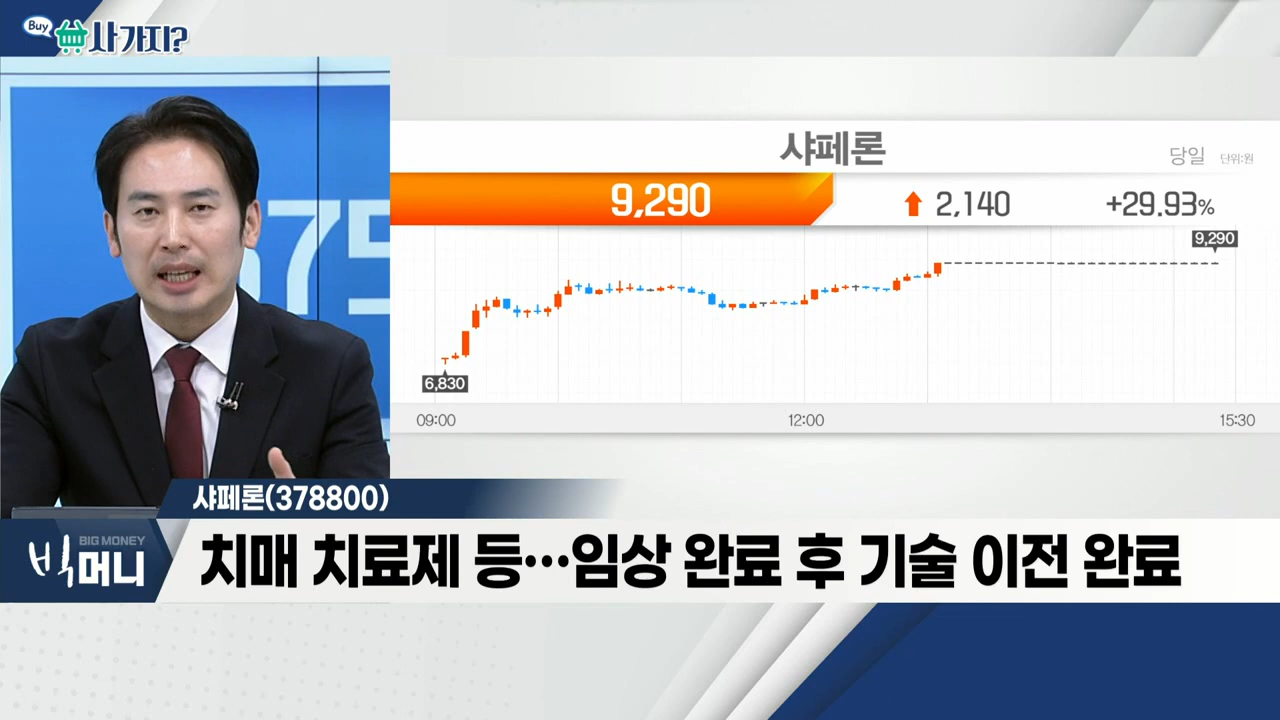 Buy
사 가지?
675
샤페론
당일 단위:원
9,290
2,140
+29.93%
9,290
6,830
09:00
12:00
15:30
샤페론(378800)
BIG MONEY
빅머니
치매 치료제 등…임상 완료 후 기술 이전 완료